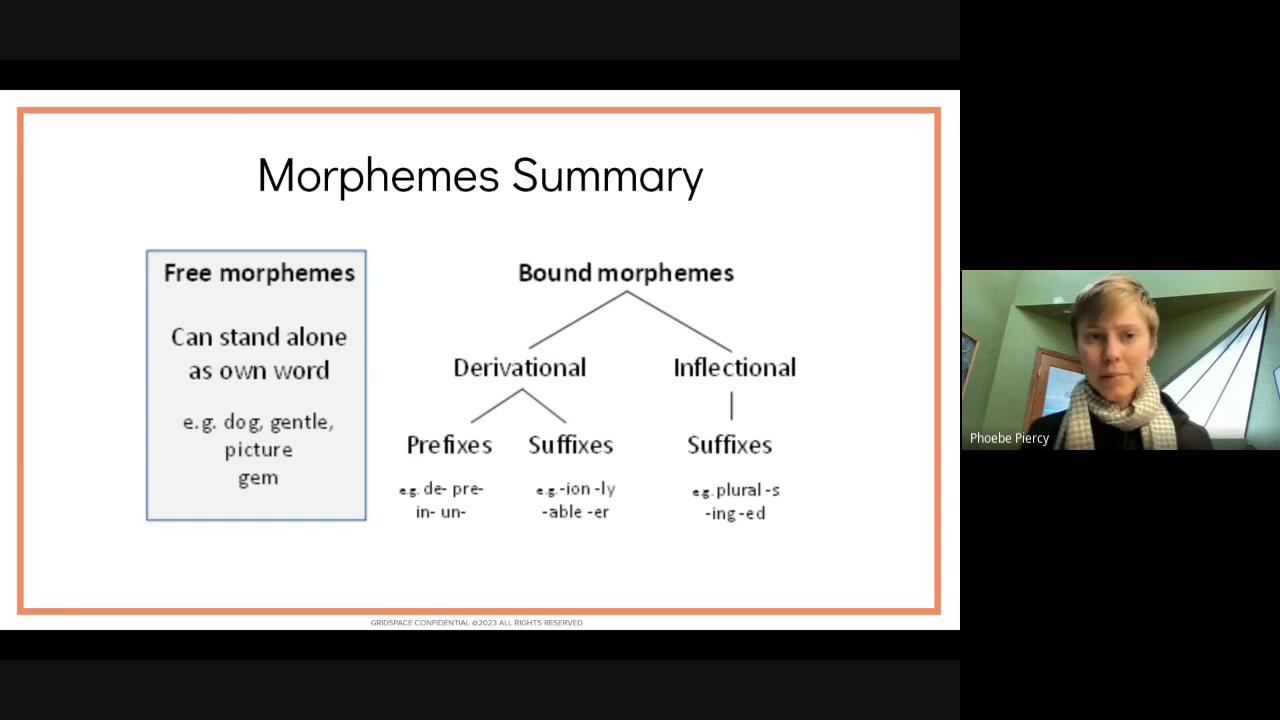 Morphemes Summary
Free morphemes
Can stand alone
as own word
e.g. dog, gentle,
picture
gem
Bound morphemes
Derivational
Inflectional
Prefixes
Suffixes
Suffixes
e.g. de- pre-
in- un-
e.g.-ion -ly
-able -er
e.g. plural -s
-ing -ed
GRIDSPACE CONFIDENTIAL @2023 ALL RIGHTS RESERVED
Phoebe Piercy